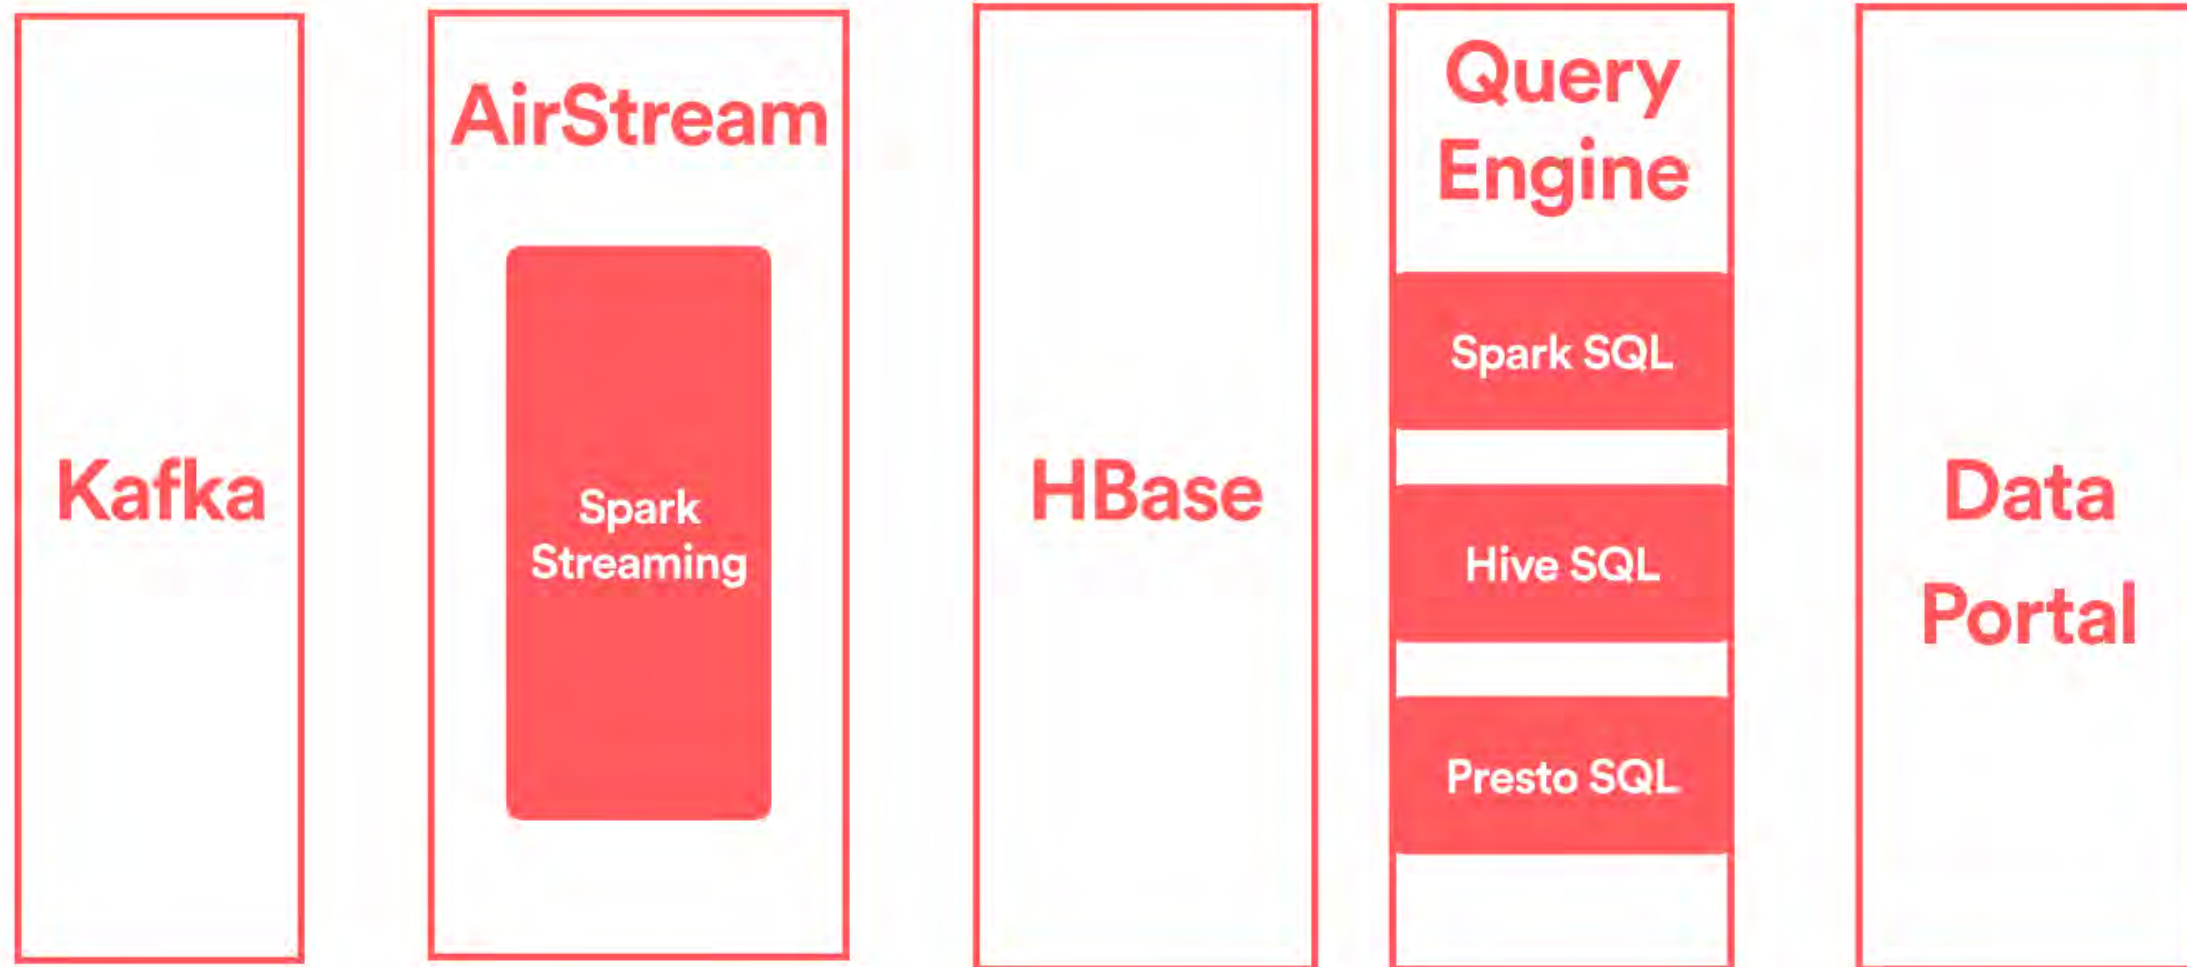 Kafka
AirStream
Spark
Streaming
HBase
Query
Engine
Spark SQL
Hive SQL
Presto SQL
Data
Portal